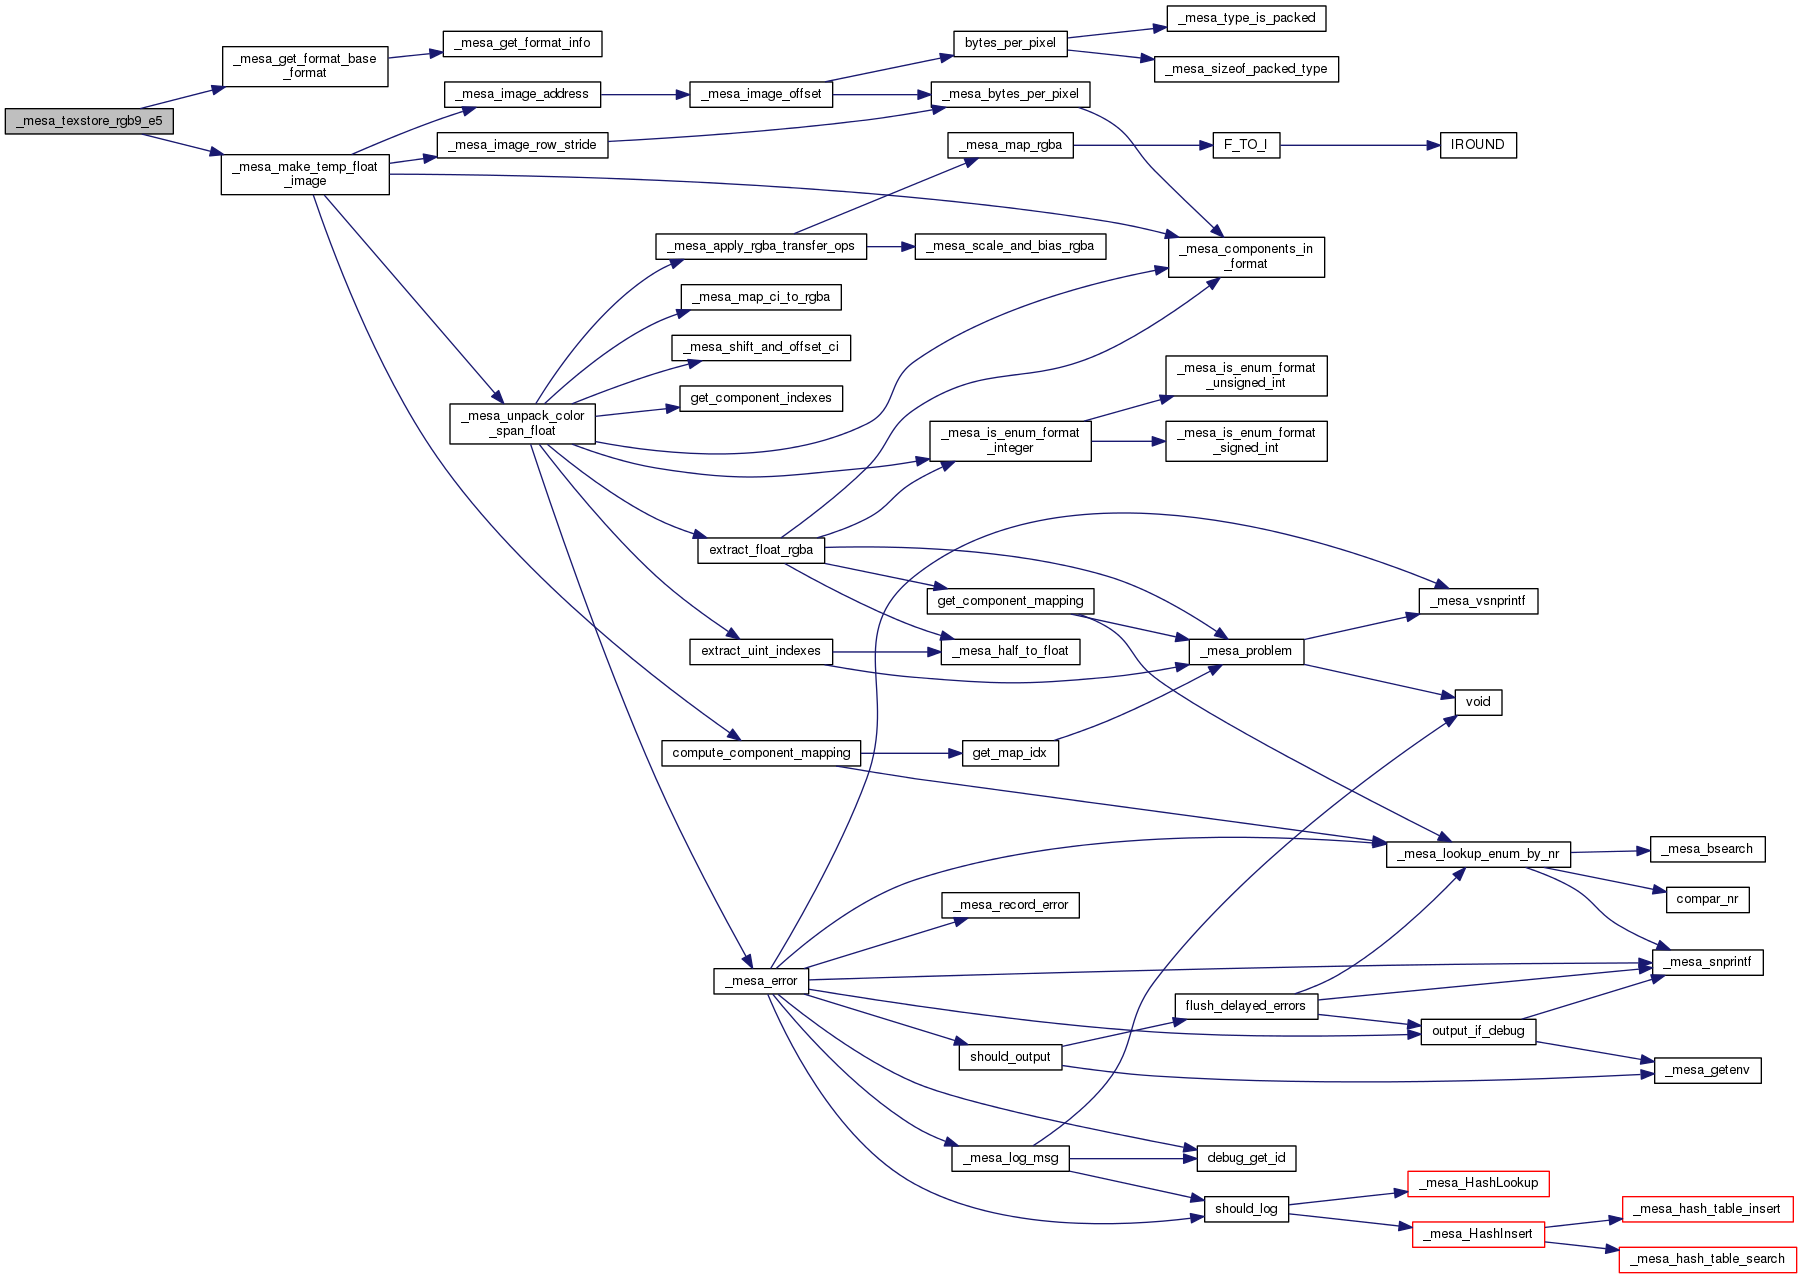 _mesa_texstore_rgb9_e5
_mesa_get_format_base
_format
_mesa_get_format_info
_mesa_make_temp_float
_image
_mesa_image_address
_mesa_image_row_stride
_mesa_image_offset
bytes_per_pixel
_mesa_type_is_packed
_mesa_sizeof_packed_type
_mesa_bytes_per_pixel
_mesa_map_rgba
F_TO_I
IROUND
_mesa_apply_rgba_transfer_ops
_mesa_scale_and_bias_rgba
_mesa_components_in
_format
_mesa_map_ci_to_rgba
_mesa_shift_and_offset_ci
get_component_indexes
_mesa_unpack_color
_span_float
_mesa_is_enum_format
_integer
_mesa_is_enum_format
_unsigned_int
_mesa_is_enum_format
_signed_int
extract_float_rgba
get_component_mapping
_mesa_vsnprintf
extract_uint_indexes
_mesa_half_to_float
_mesa_problem
void
compute_component_mapping
get_map_idx
_mesa_lookup_enum_by_nr
_mesa_bsearch
compar_nr
_mesa_record_error
_mesa_snprintf
_mesa_error
flush_delayed_errors
output_if_debug
should_output
_mesa_getenv
_mesa_log_msg
debug_get_id
should_log
_mesa_HashLookup
_mesa_HashInsert
_mesa_hash_table_insert
_mesa_hash_table_search